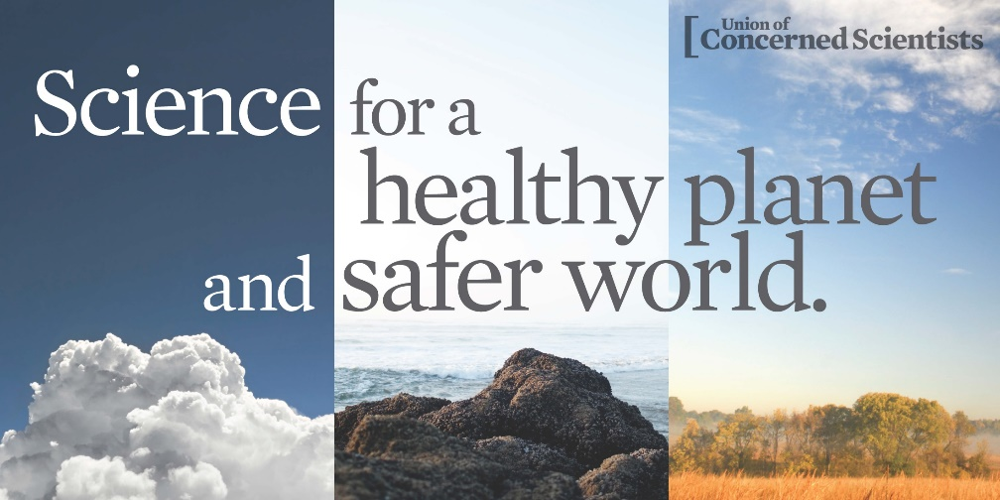 Union of
Concerned Scientists
Science for a
healthy planet
and safer world.